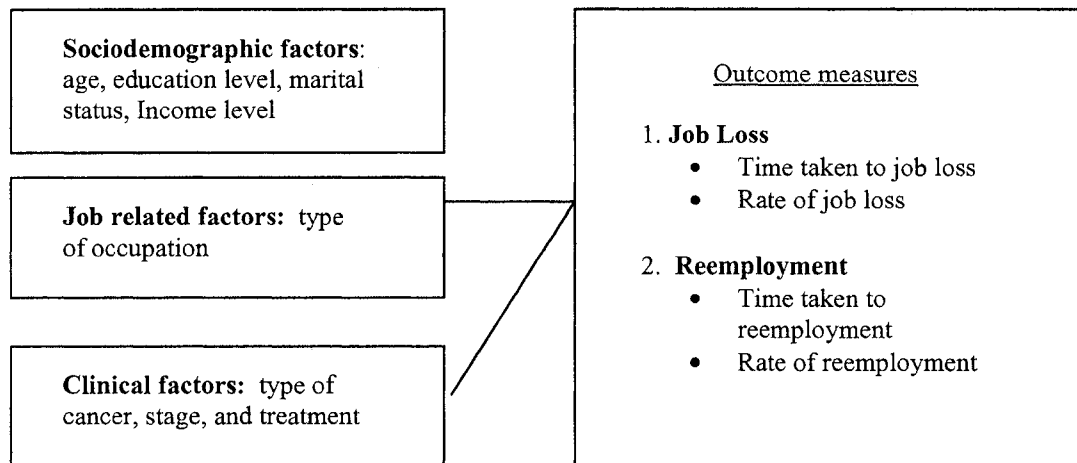 Sociodemographic factors:
age, education level, marital
status, Income level
Job related factors: type
of occupation
Clinical factors: type of
cancer, stage, and treatment
Outcome measures
1. Job Loss
• Time taken to job loss
• Rate of job loss
2. Reemployment
• Time taken to
reemployment
• Rate of reemployment